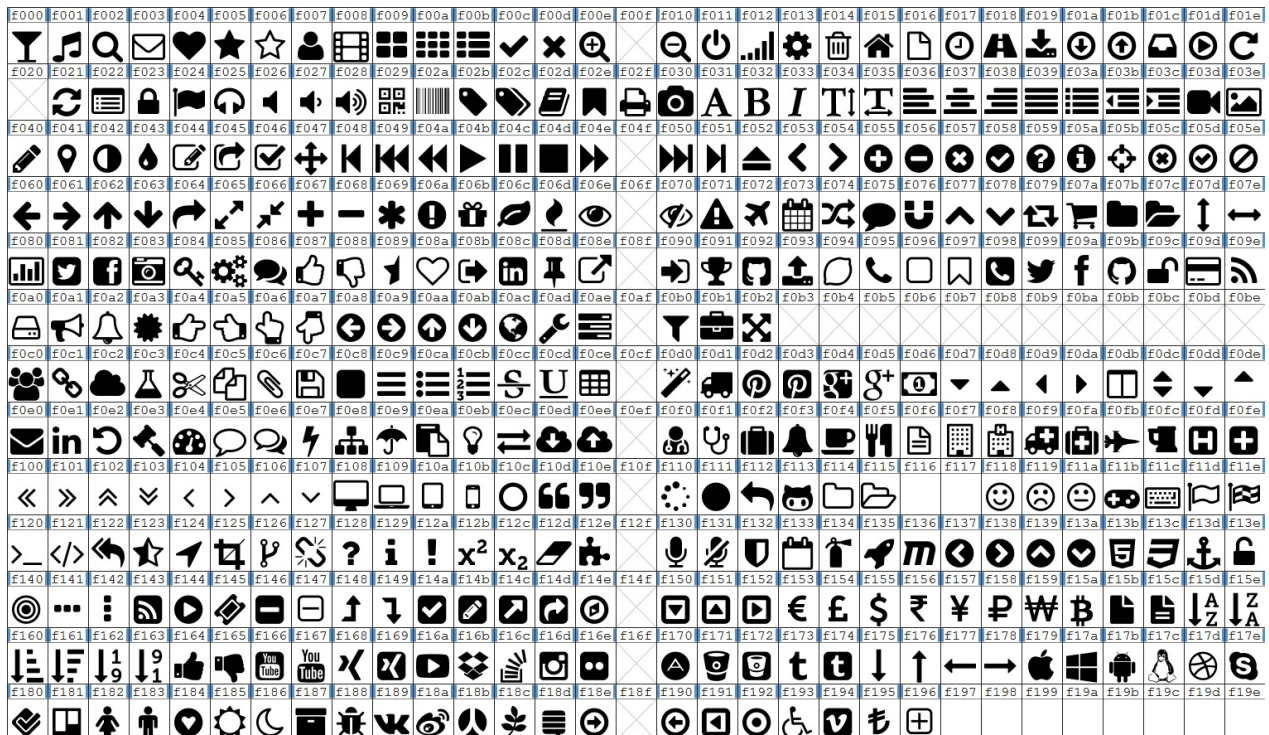 f000 f001 f002 f003 f004 f005 f006 f007 f008 f009 f00a f00b f00c f00d f00e f00f f010 f011 f012 f013 f014 f015 f016 f017 f018 f019 f01a f01b f01c f01d f01e
f020 f021 f022 f023 f024 f025 f026 f027 f028 f029 f02a f02b f02c f02d f02e f02f f030 f031 f032 f033 f034 f035 f036 f037 f038 f039 f03a f03b f03c f03d f03e
A B I T T
f040 f041 f042 f043 f044 f045 f046 f047 f048 f049 f04a f04b f04c f04d f04e f04f f050 f051 f052 f053 f054 f055 f056 f057 f058 f059 f05a f05b f05c f05d f05e
? i
f060 f061 f062 f063 f064 f065 f066 f067 f068 f069 f06a f06b f06c f06d f06e f06f f070 f071 f072 f073 f074 f075 f076 f077 f078 f079 f07a f07b f07c f07d f07e
f080 f081 f082 f083 f084 f085 f086 f087 f088 f089 f08a f08b f08c f08d f08e f08f f090 f091 f092 f093 f094 f095 f096 f097 f098 f099 f09a f09b f09c f09d f09e
f in f
f0a0 f0a1 f0a2 f0a3 f0a4 f0a5 f0a6 f0a7 f0a8 f0a9 f0aa f0ab f0ac f0ad f0ae f0af f0b0 f0b1 f0b2 f0b3 f0b4 f0b5 f0b6 f0b7 f0b8 f0b9 f0ba f0bb f0bc f0bd f0be
f0c0 f0c1 f0c2 f0c3 f0c4 f0c5 f0c6 f0c7 f0c8 f0c9 f0ca f0cb f0cc f0cd f0ce f0cf f0d0 f0d1 f0d2 f0d3 f0d4 f0d5 f0d6 f0d7 f0d8 f0d9 f0da f0db f0dc f0dd f0de
1 2 3 S U g+ g+ 1
f0e0 f0e1 f0e2 f0e3 f0e4 f0e5 f0e6 f0e7 f0e8 f0e9 f0ea f0eb f0ec f0ed f0ee f0ef f0f0 f0f1 f0f2 f0f3 f0f4 f0f5 f0f6 f0f7 f0f8 f0f9 f0fa f0fb f0fc f0fd f0fe
in H
f100 f101 f102 f103 f104 f105 f106 f107 f108 f109 f10a f10b f10c f10d f10e f10f f110 f111 f112 f113 f114 f115 f116 f117 f118 f119 f11a f11b f11c f11d f11e
« » < > “ ”
f120 f121 f122 f123 f124 f125 f126 f127 f128 f129 f12a f12b f12c f12d f12e f12f f130 f131 f132 f133 f134 f135 f136 f137 f138 f139 f13a f13b f13c f13d f13e
>_ </> ? i ! x² x₂ m 5 3
f140 f141 f142 f143 f144 f145 f146 f147 f148 f149 f14a f14b f14c f14d f14e f14f f150 f151 f152 f153 f154 f155 f156 f157 f158 f159 f15a f15b f15c f15d f15e
€ £ $ ₹ ¥ ₽ ₩ ₿ A Z Z A
f160 f161 f162 f163 f164 f165 f166 f167 f168 f169 f16a f16b f16c f16d f16e f16f f170 f171 f172 f173 f174 f175 f176 f177 f178 f179 f17a f17b f17c f17d f17e
1 9 9 1 You Tube You Tube t t S
f180 f181 f182 f183 f184 f185 f186 f187 f188 f189 f18a f18b f18c f18d f18e f18f f190 f191 f192 f193 f194 f195 f196 f197 f198 f199 f19a f19b f19c f19d f19e
v ₺